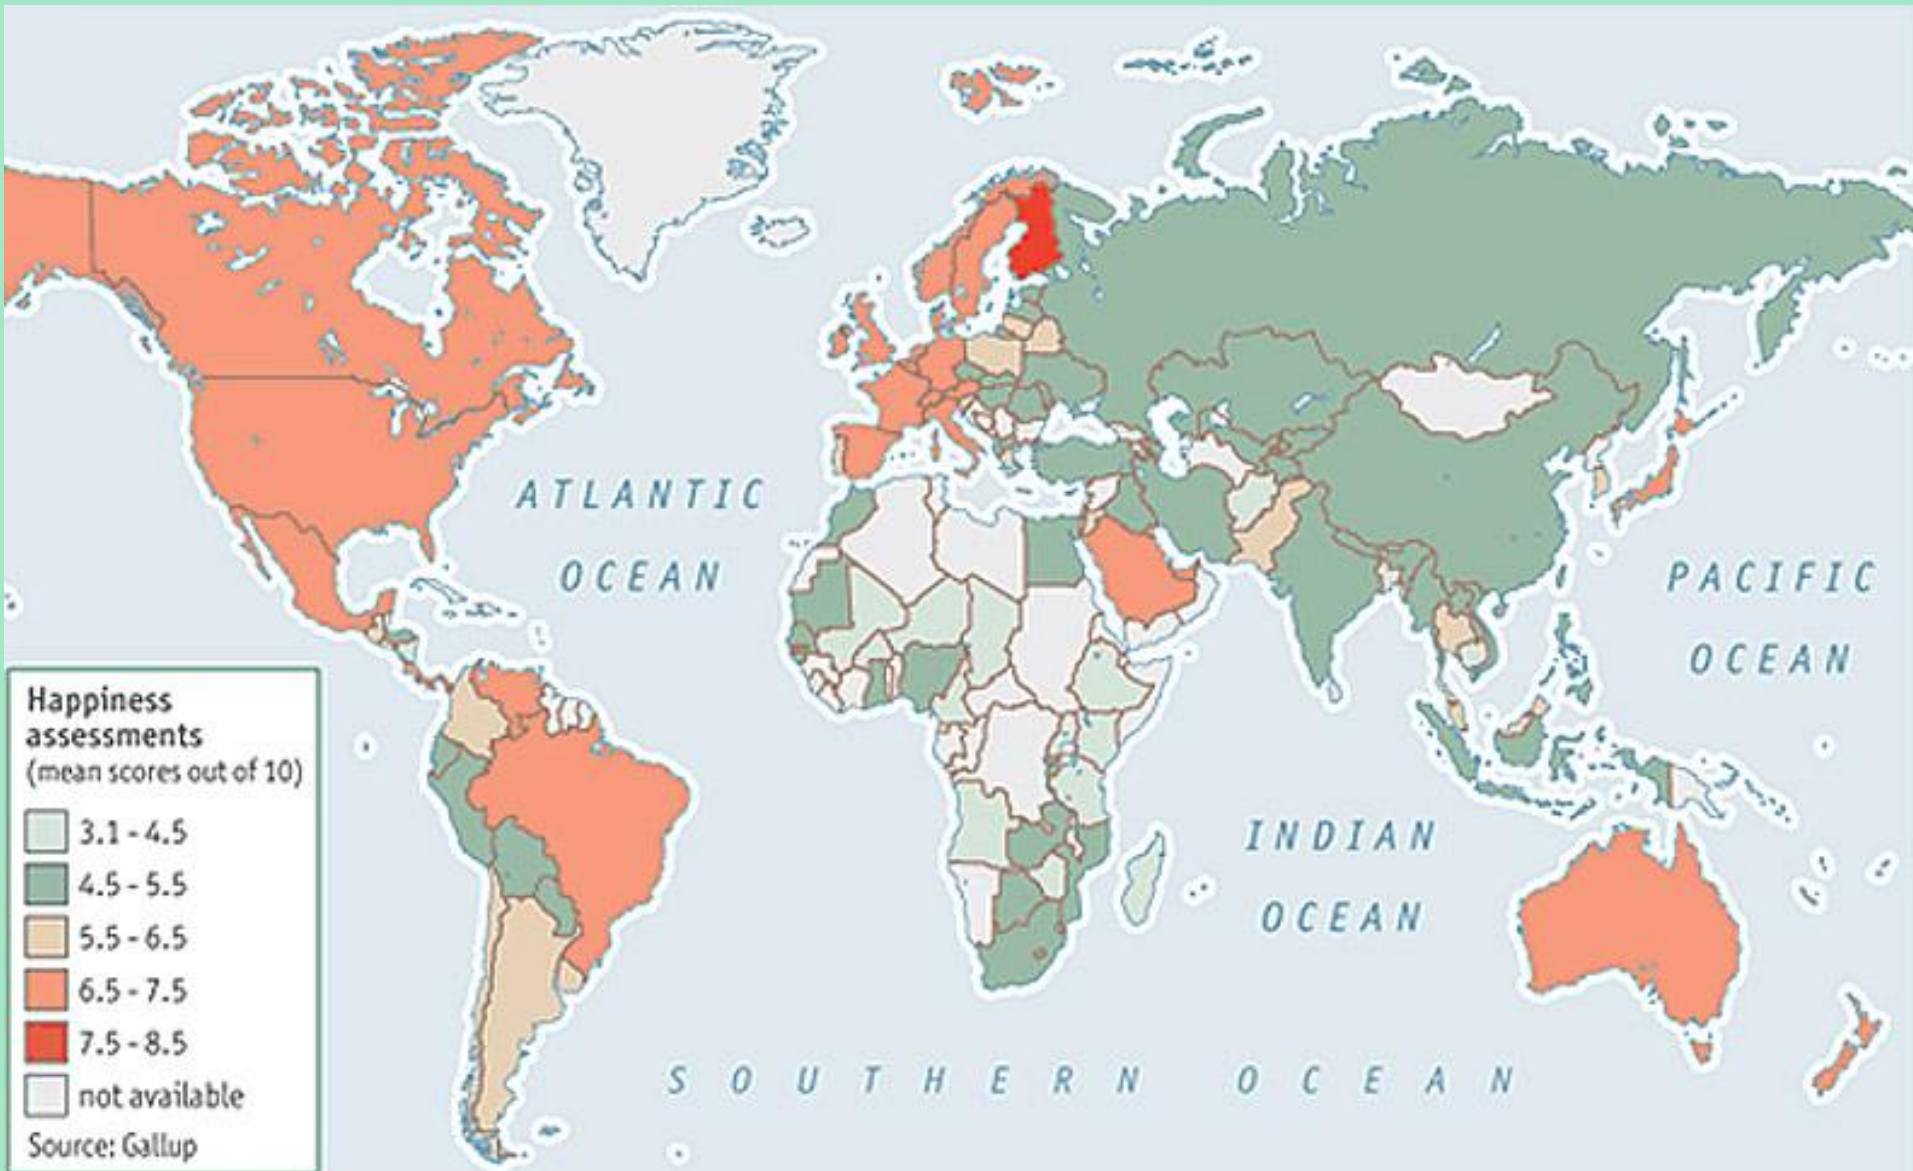 ATLANTIC
OCEAN
PACIFIC
OCEAN
INDIAN
OCEAN
SOUTHERN OCEAN
Happiness
assessments
(mean scores out of 10)
3.1 - 4.5
4.5 - 5.5
5.5 - 6.5
6.5 - 7.5
7.5 - 8.5
not available
Source: Gallup